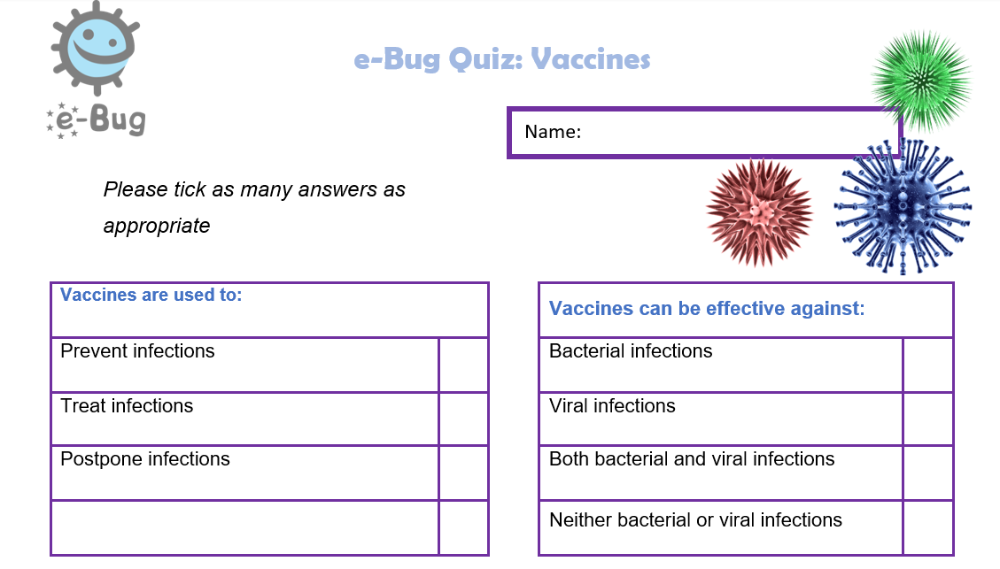 e-Bug Quiz: Vaccines
e-Bug
Name:
Please tick as many answers as
appropriate
Vaccines are used to:
Prevent infections
Treat infections
Postpone infections
Vaccines can be effective against:
Bacterial infections
Viral infections
Both bacterial and viral infections
Neither bacterial or viral infections